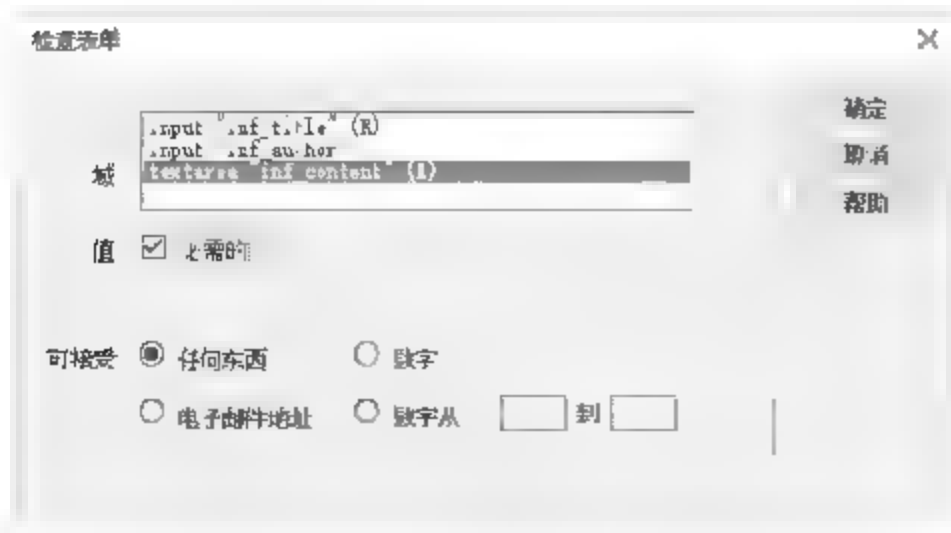 检查表单
input "inf_title" (R)
input "inf_author"
textarea "inf_content" (R)
域
值 必需的
可接受 任何东西 数字
电子邮件地址 数字从 到
确定
取消
帮助